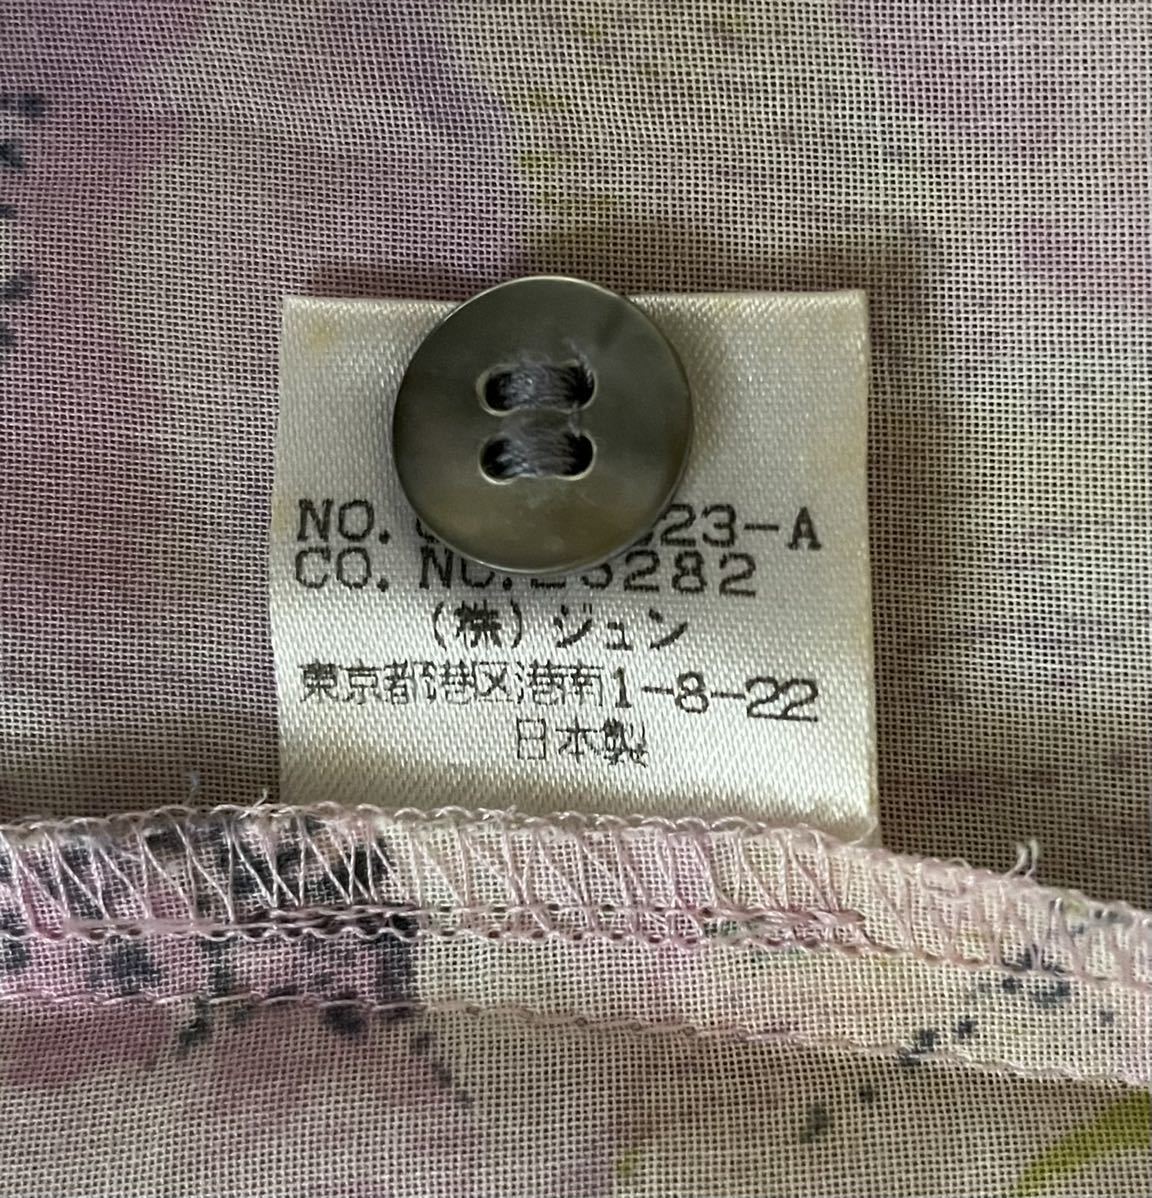 NO. 23-A
CO. NO. 5282
(株)ジュン
東京都港区港南1-8-22
日本製